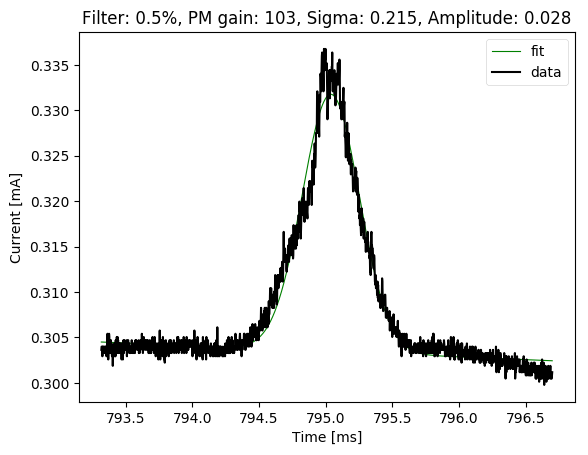 Filter: 0.5%, PM gain: 103, Sigma: 0.215, Amplitude: 0.028
fit
data
0.335
0.330
0.325
0.320
0.315
0.310
0.305
0.300
Current [mA]
793.5 794.0 794.5 795.0 795.5 796.0 796.5
Time [ms]